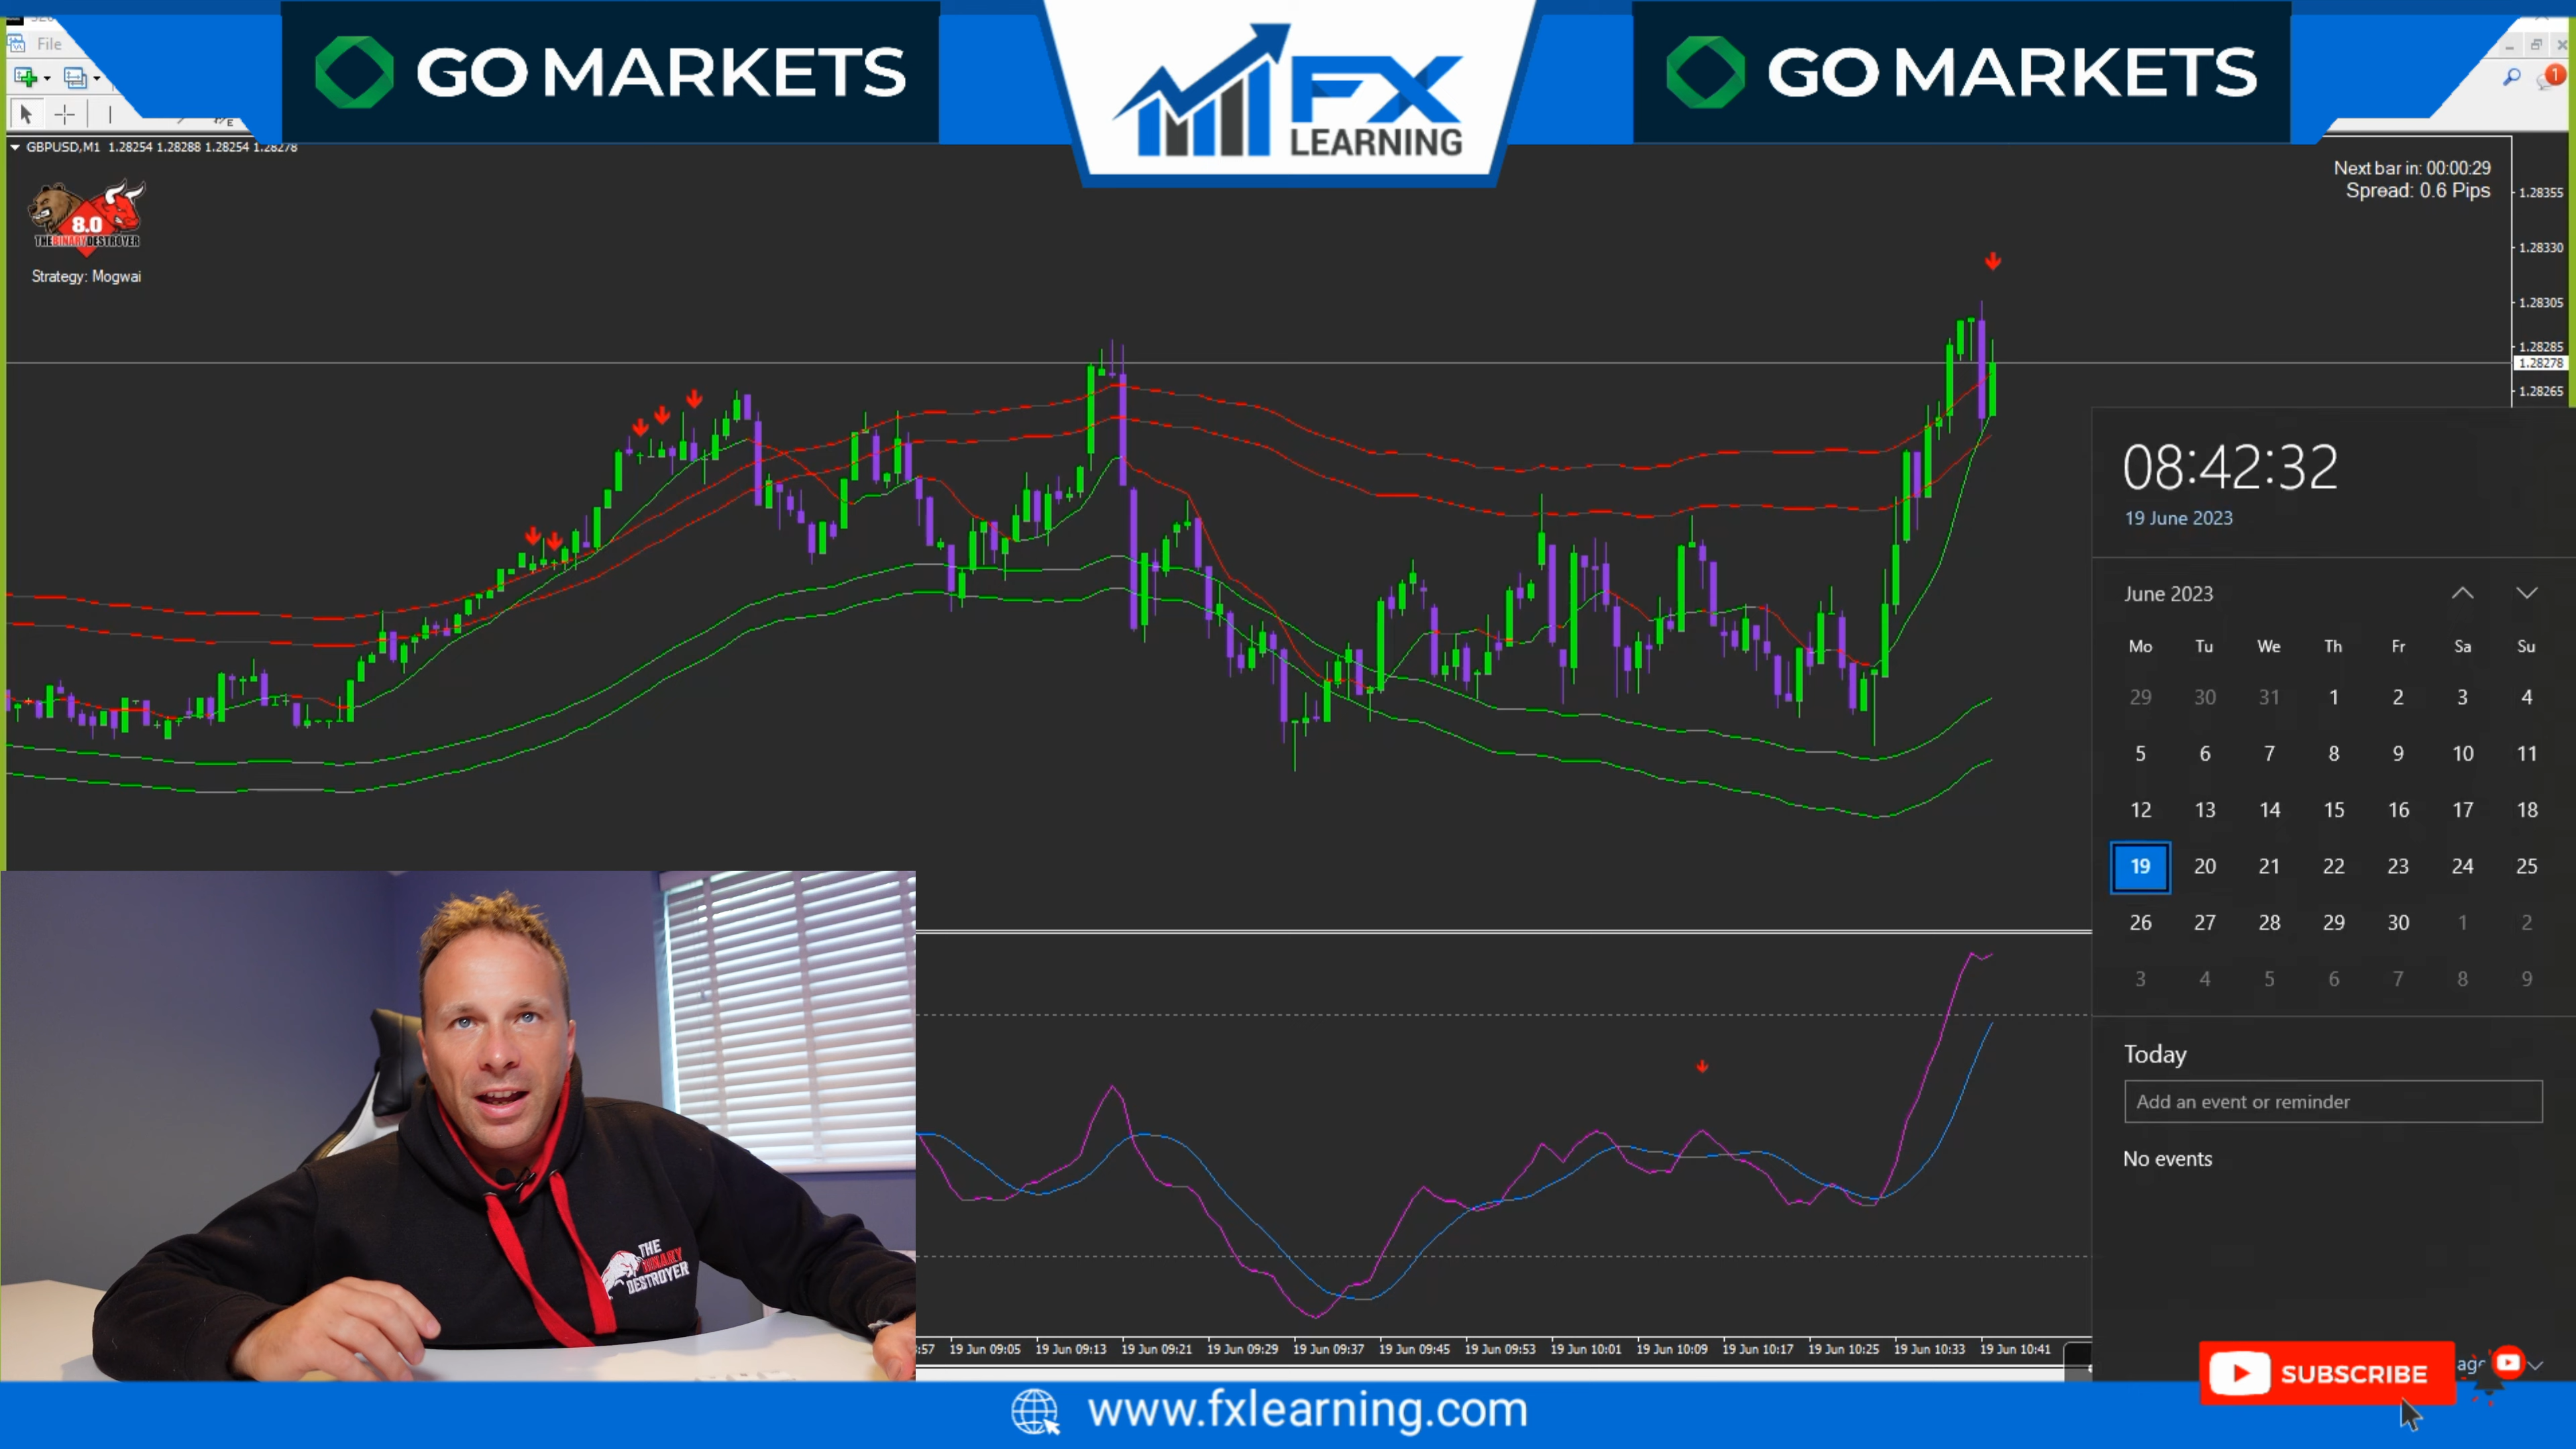 GO MARKETS
FX
LEARNING
GO MARKETS
File
1
GBPUSD,M1 1.28254 1.28288 1.28254 1.28278
8.0
THE BINARY DESTROYER
Strategy: Mogwai
Next bar in: 00:00:29
Spread: 0.6 Pips
1.28355
1.28330
1.28305
1.28285
1.28278
1.28265
08:42:32
19 June 2023
June 2023
Mo Tu We Th Fr Sa Su
29 30 31 1 2 3 4
5 6 7 8 9 10 11
12 13 14 15 16 17 18
19 20 21 22 23 24 25
26 27 28 29 30 1 2
3 4 5 6 7 8 9
Today
Add an event or reminder
No events
THE
BINARY
DESTROYER
:57 19 Jun 09:05 19 Jun 09:13 19 Jun 09:21 19 Jun 09:29 19 Jun 09:37 19 Jun 09:45 19 Jun 09:53 19 Jun 10:01 19 Jun 10:09 19 Jun 10:17 19 Jun 10:25 19 Jun 10:33 19 Jun 10:41
SUBSCRIBE
www.fxlearning.com